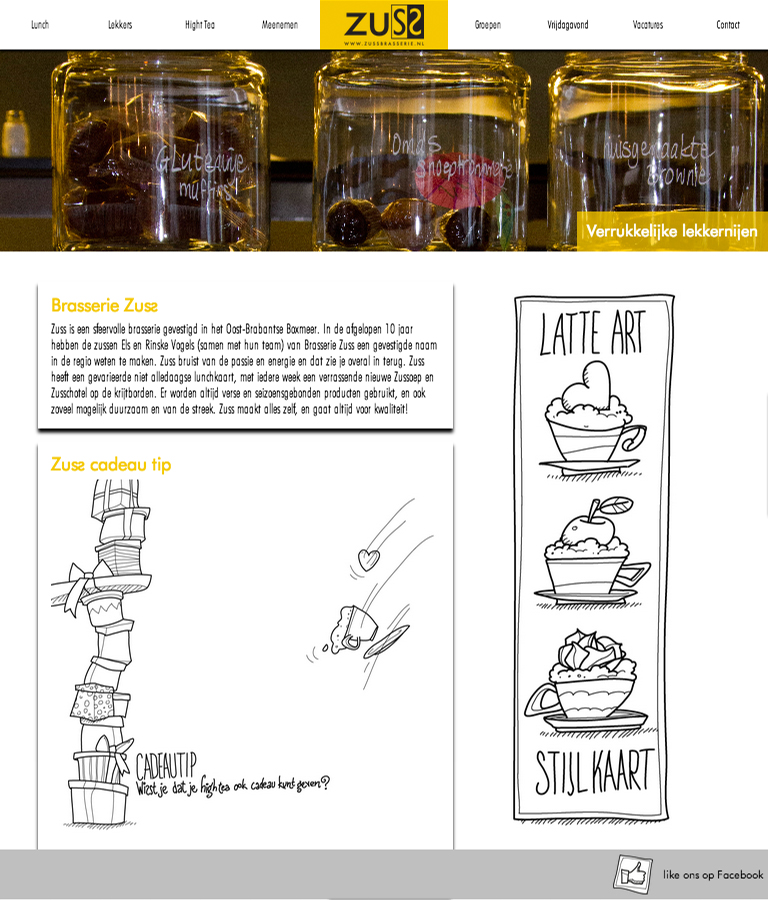 Lunch
Lekkers
Hight Tea
Meenemen
ZUSS
WWW.ZUSSBRASSERIE.NL
Groepen
Vrijdagavond
Vacatures
Contact
Omas
muffins!
huisgemaakte
Brownie
Verrukkelijke lekkernijen
Brasserie Zuss
Zuss is een sfeervolle brasserie gevestigd in het Oost-Brabantse Boxmeer. In de afgelopen 10 jaar
hebben de zussen Els en Rinske Vogels (samen met hun team) van Brasserie Zuss een gevestigde naam
in de regio weten te maken. Zuss bruist van de passie en energie en dat zie je overal in terug. Zuss
heeft een gevarieerde niet alledaagse lunchkaart, met iedere week een verrassende nieuwe Zussoep en
Zusschotel op de krijtborden. Er worden altijd verse en seizoensgebonden producten gebruikt, en ook
zoveel mogelijk duurzaam en van de streek. Zuss maakt alles zelf, en gaat altijd voor kwaliteit!
Zuss cadeau tip
CADEAUTIP
Wist je dat je high tea ook cadeau kunt geven?
LATTE ART
STIJLKAART
like ons op Facebook